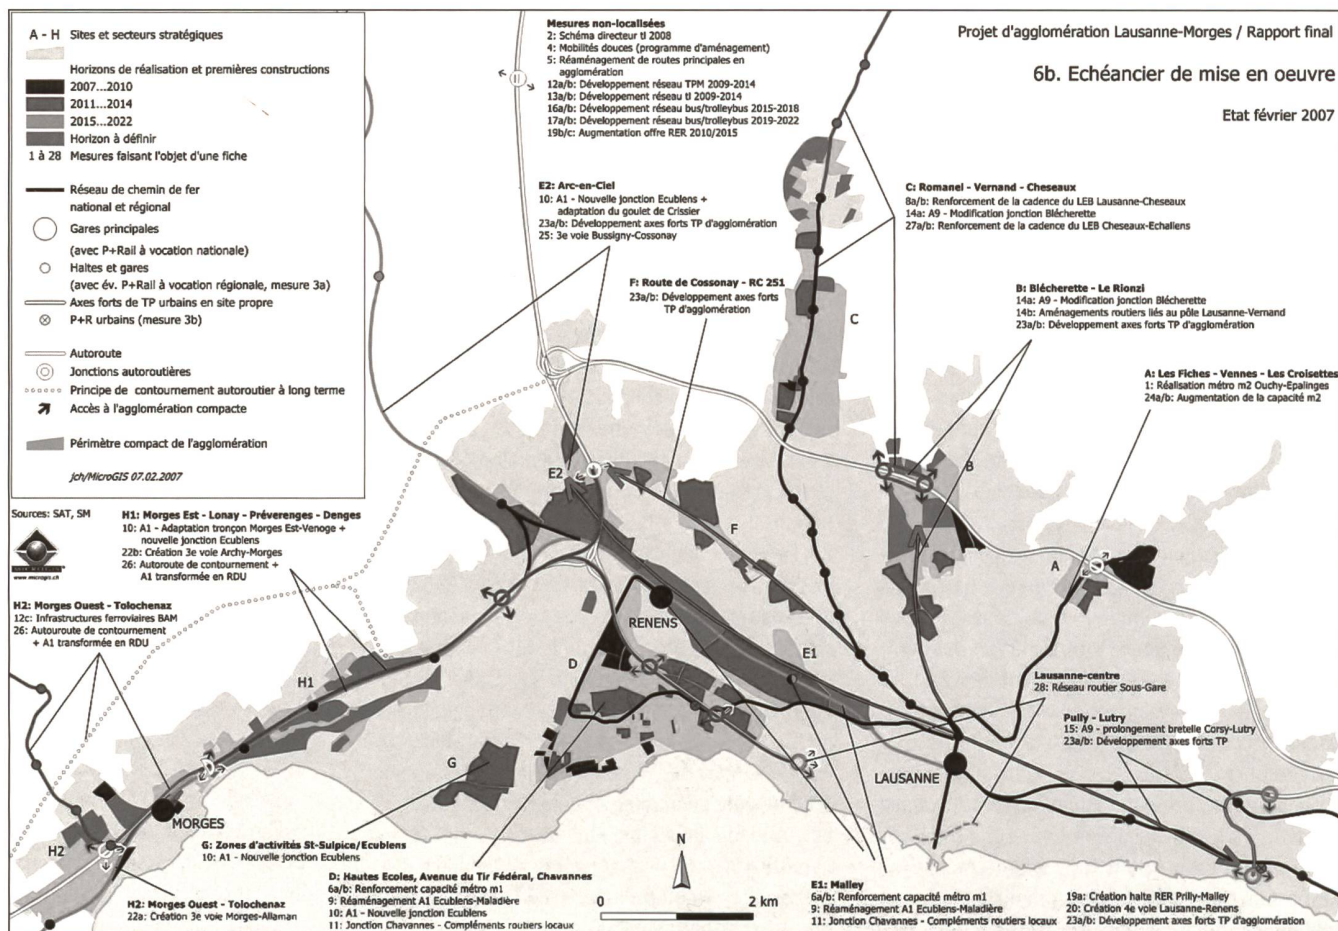 Projet d'agglomération Lausanne-Morges / Rapport final
6b. Echéancier de mise en oeuvre
Etat février 2007
A - H Sites et secteurs stratégiques
Horizons de réalisation et premières constructions
2007...2010
2011...2014
2015...2022
Horizon à définir
1 à 28 Mesures faisant l'objet d'une fiche
Réseau de chemin de fer
national et régional
Gares principales
(avec P+Rail à vocation nationale)
Haltes et gares
(avec év. P+Rail à vocation régionale, mesure 3a)
Axes forts de TP urbains en site propre
P+R urbains (mesure 3b)
Autoroute
Jonctions autoroutières
Principe de contournement autoroutier à long terme
Accès à l'agglomération compacte
Périmètre compact de l'agglomération
jch/MicroGIS 07.02.2007
Sources: SAT, SM
www.microgis.ch
Mesures non-localisées
2: Schéma directeur tl 2008
4: Mobilités douces (programme d'aménagement)
5: Réaménagement de routes principales en
agglomération
12a/b: Développement réseau TPM 2009-2014
13a/b: Développement réseau tl 2009-2014
16a/b: Développement réseau bus/trolleybus 2015-2018
17a/b: Développement réseau bus/trolleybus 2019-2022
19b/c: Augmentation offre RER 2010/2015
E2: Arc-en-Ciel
10: A1 - Nouvelle jonction Ecublens +
adaptation du goulet de Crissier
23a/b: Développement axes forts TP d'agglomération
25: 3e voie Bussigny-Cossonay
F: Route de Cossonay - RC 251
23a/b: Développement axes forts
TP d'agglomération
C: Romanel - Vernand - Cheseaux
8a/b: Renforcement de la cadence du LEB Lausanne-Cheseaux
14a: A9 - Modification jonction Blécherette
27a/b: Renforcement de la cadence du LEB Cheseaux-Echallens
B: Blécherette - Le Rionzi
14a: A9 - Modification jonction Blécherette
14b: Aménagements routiers liés au pôle Lausanne-Vernand
23a/b: Développement axes forts TP d'agglomération
A: Les Fiches - Vennes - Les Croisettes
1: Réalisation métro m2 Ouchy-Epalinges
24a/b: Augmentation de la capacité m2
H1: Morges Est - Lonay - Préverenges - Denges
10: A1 - Adaptation tronçon Morges Est-Venoge +
nouvelle jonction Ecublens
22b: Création 3e voie Archy-Morges
26: Autoroute de contournement +
A1 transformée en RDU
H2: Morges Ouest - Tolochenaz
12c: Infrastructures ferroviaires BAM
26: Autouroute de contournement
+ A1 transformée en RDU
C
E2
B
F
A
RENENS
D
E1
H1
G
H2
MORGES
LAUSANNE
Lausanne-centre
28: Réseau routier Sous-Gare
Pully - Lutry
15: A9 - prolongement bretelle Corsy-Lutry
23a/b: Développement axes forts TP
G: Zones d'activités St-Sulpice/Ecublens
10: A1 - Nouvelle jonction Ecublens
H2: Morges Ouest - Tolochenaz
22a: Création 3e voie Morges-Allaman
D: Hautes Ecoles, Avenue du Tir Fédéral, Chavannes
6a/b: Renforcement capacité métro m1
9: Réaménagement A1 Ecublens-Maladière
10: A1 - Nouvelle jonction Ecublens
11: Jonction Chavannes - Compléments routiers locaux
N
0 2 km
E1: Malley
6a/b: Renforcement capacité métro m1
9: Réaménagement A1 Ecublens-Maladière
11: Jonction Chavannes - Compléments routiers locaux
19a: Création halte RER Prilly-Malley
20: Création 4e voie Lausanne-Renens
23a/b: Développement axes forts TP d'agglomération